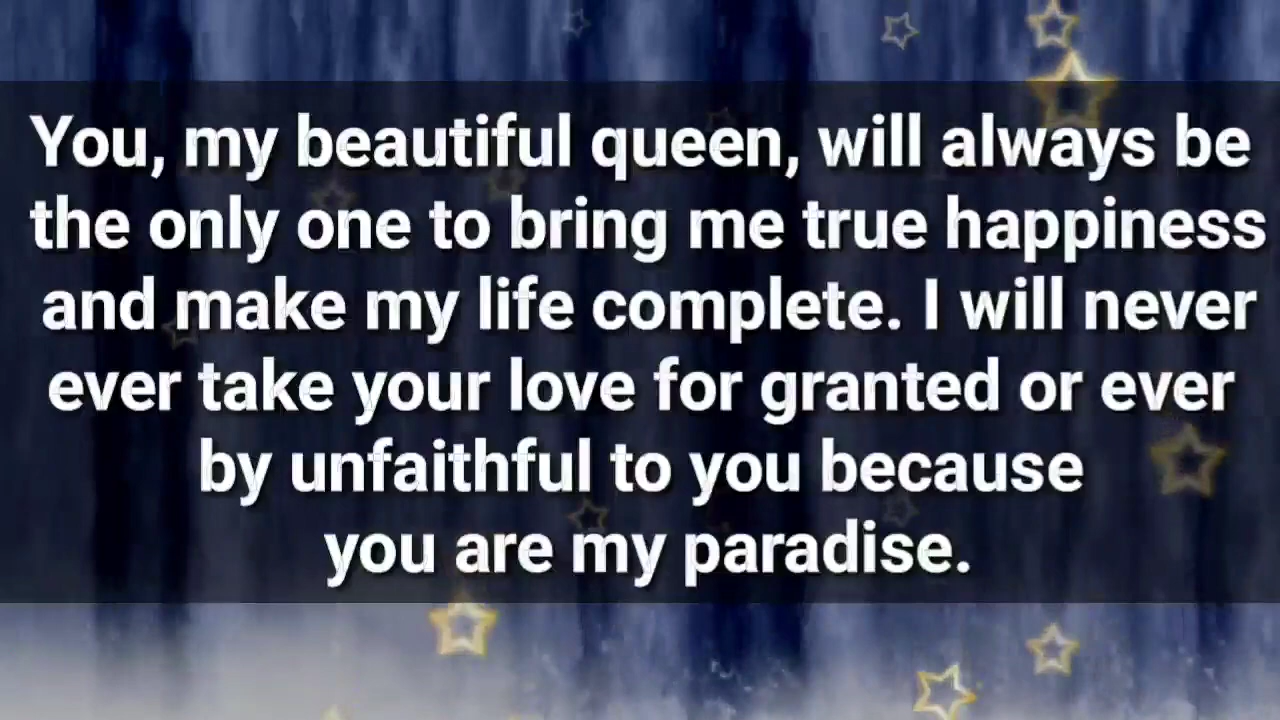 You, my beautiful queen, will always be
the only one to bring me true happiness
and make my life complete. I will never
ever take your love for granted or ever
by unfaithful to you because
you are my paradise.